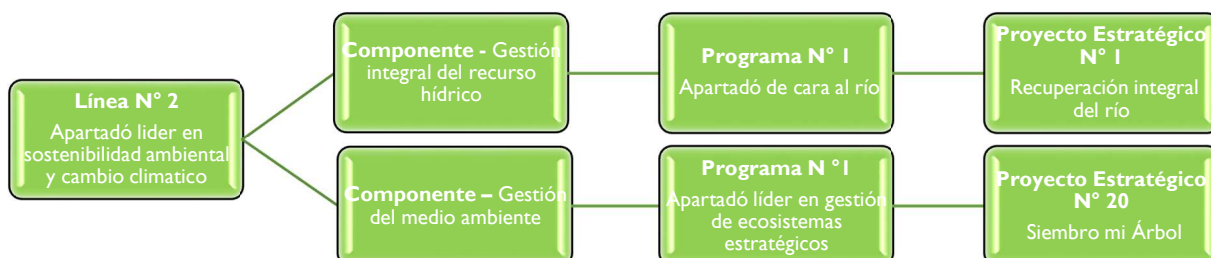 Línea N° 2
Apartadó lider en
sostenibilidad ambiental
y cambio climatico
Componente - Gestión
integral del recurso
hídrico
Programa N° 1
Apartadó de cara al río
Proyecto Estratégico
N° 1
Recuperación integral
del río
Componente – Gestión
del medio ambiente
Programa N °1
Apartadó líder en gestión
de ecosistemas
estratégicos
Proyecto Estratégico
N° 20
Siembro mi Árbol